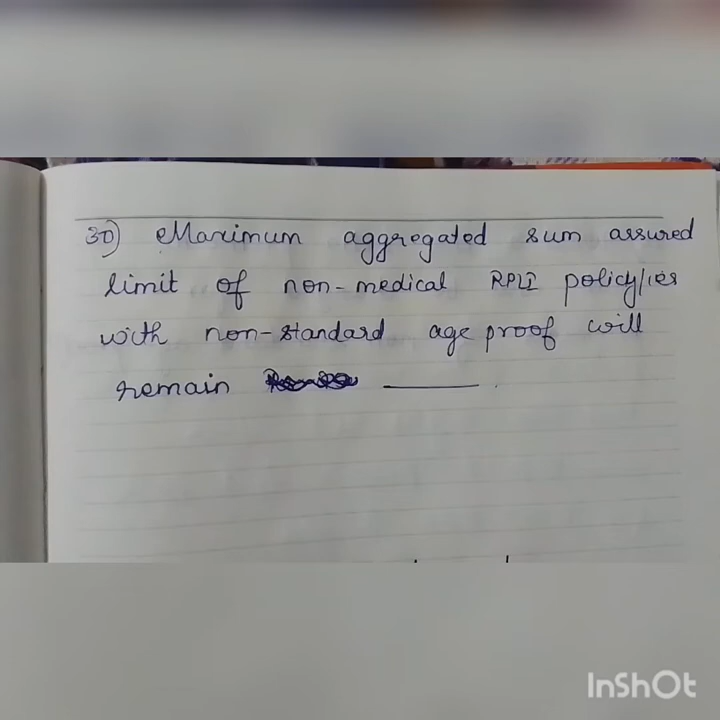 30) Maximum aggregated sum assured
limit of non-medical RPLI policy/ies
with non-standard age proof will
remain ______.
InShOt